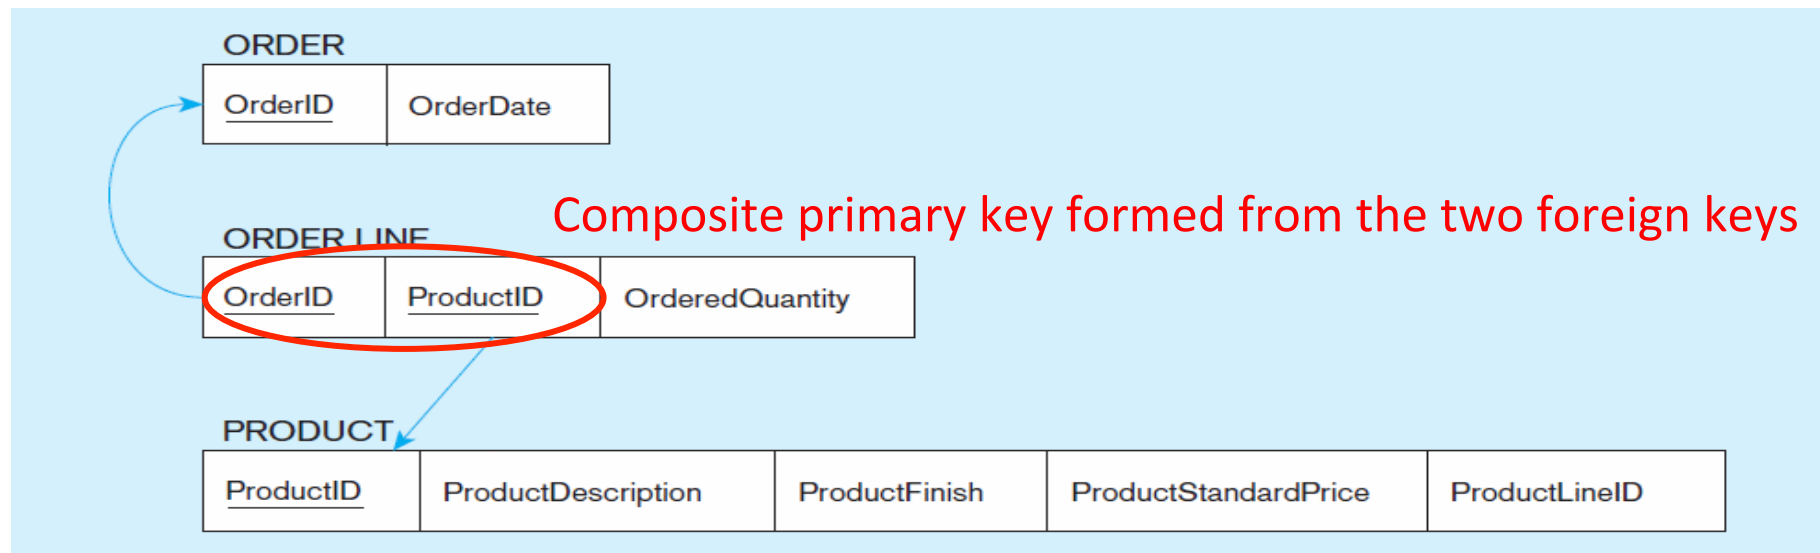 ORDER
OrderID OrderDate
Composite primary key formed from the two foreign keys
ORDER LINE
OrderID ProductID OrderedQuantity
PRODUCT
ProductID ProductDescription ProductFinish ProductStandardPrice ProductLineID